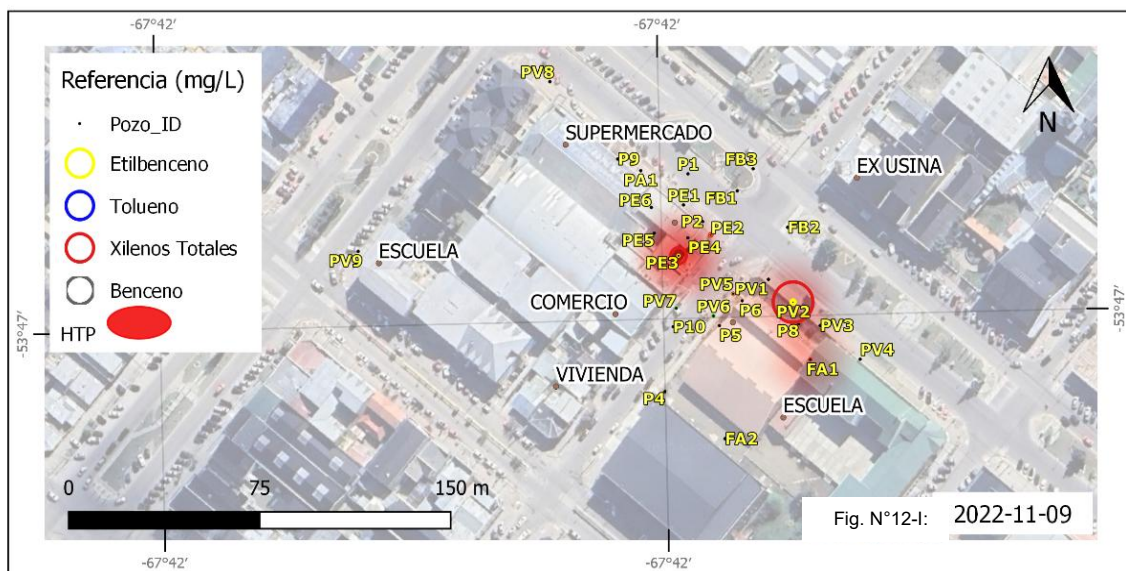 -67°42′ -67°42′
Referencia (mg/L)
Pozo_ID
Etilbenceno
Tolueno
Xilenos Totales
Benceno
HTP
PV8
SUPERMERCADO
P9 P1 FB3
N
PA1 EX USINA
PE6 PE1 FB1
P2 PE2 FB2
PE5 PE4
PV9 ESCUELA PE3
PV5 PV1
COMERCIO PV7 PV6 P6 PV2
-53°47′ -53°47′
P10 P5 P8 PV3
PV4
VIVIENDA FA1
P4
ESCUELA
FA2
0 75 150 m
Fig. N°12-I: 2022-11-09
-67°42′ -67°42′